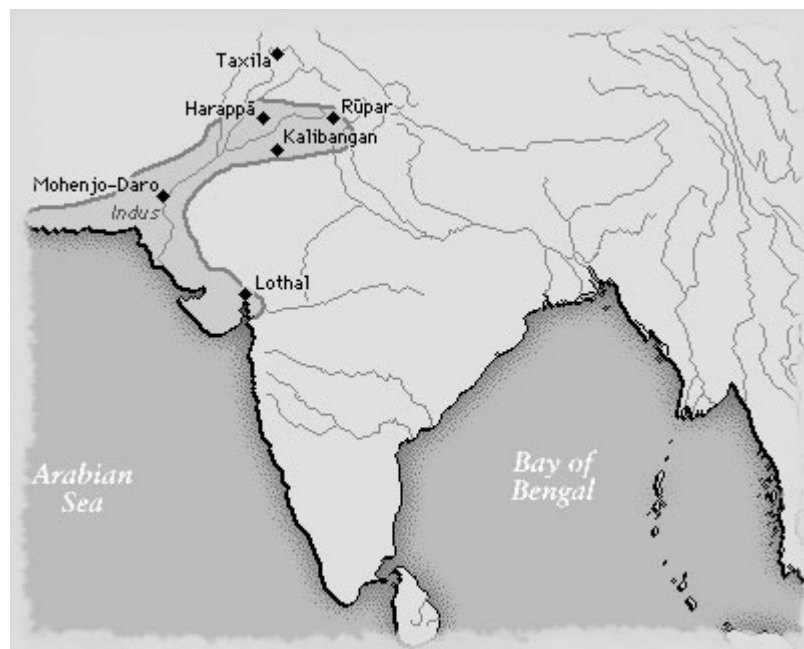 Taxila
Harappā
Rūpar
Kalibangan
Mohenjo-Daro
Indus
Lothal
Arabian
Sea
Bay of
Bengal